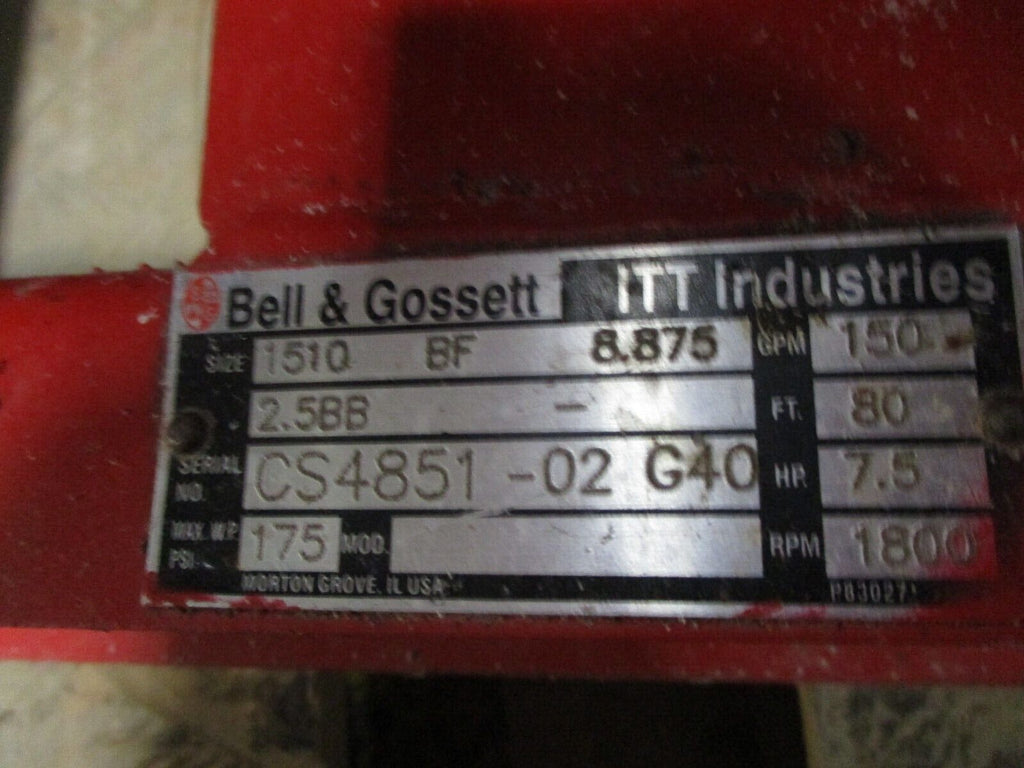 Bell & Gossett ITT Industries
SIZE 1510 BF 8.875 GPM 150
2.5BB - FT. 80
SERIAL NO. CS4851 -02 G40 HP 7.5
MAX. W.P. PSI. 175 MOD. RPM 1800
MORTON GROVE, IL USA